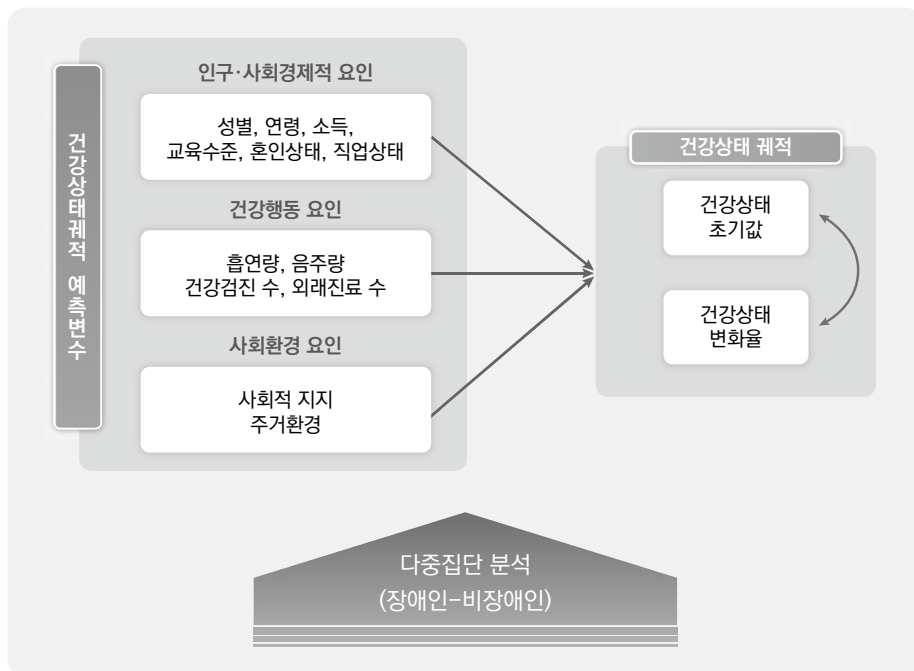 건강상태궤적 예측변수
인구·사회경제적 요인
성별, 연령, 소득,
교육수준, 혼인상태, 직업상태
건강행동 요인
흡연량, 음주량
건강검진 수, 외래진료 수
사회환경 요인
사회적 지지
주거환경
건강상태 궤적
건강상태
초기값
건강상태
변화율
다중집단 분석
(장애인-비장애인)